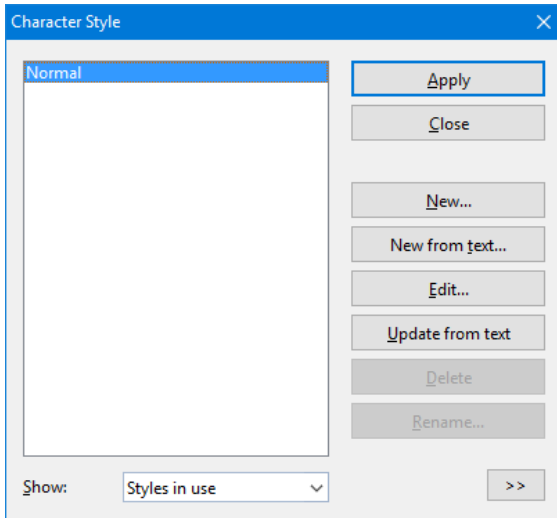 Character Style
Normal
Apply
Close
New...
New from text...
Edit...
Update from text
Delete
Rename...
Show:
Styles in use
>>